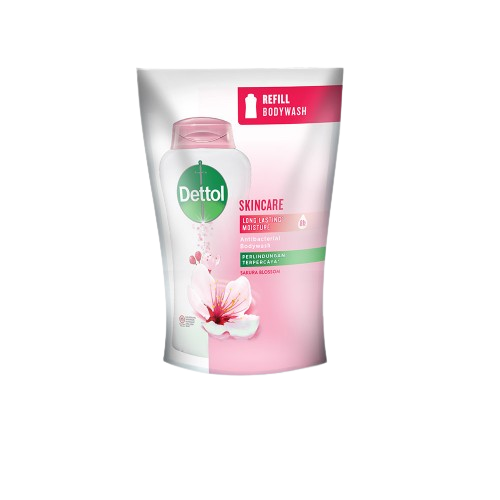 REFILL
BODYWASH
Dettol
SKINCARE
LONG LASTING
MOISTURE
Antibacterial
Bodywash
PERLINDUNGAN
TERPERCAYA*
SAKURA BLOSSOM